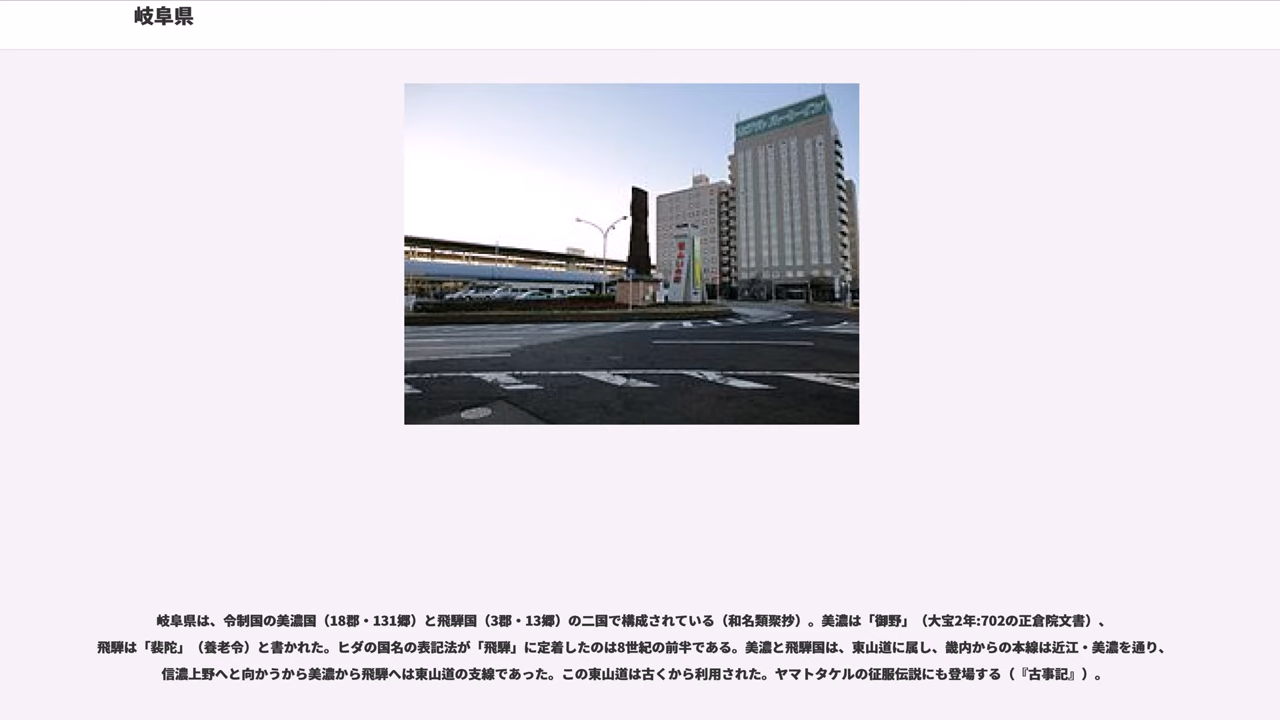 岐阜県
岐阜県は、令制国の美濃国（18郡・131郷）と飛騨国（3郡・13郷）の二国で構成されている（和名類聚抄）。美濃は「御野」（大宝2年:702の正倉院文書）、
飛騨は「裴陀」（養老令）と書かれた。ヒダの国名の表記法が「飛騨」に定着したのは8世紀の前半である。美濃と飛騨国は、東山道に属し、畿内からの本線は近江・美濃を通り、
信濃上野へと向かうから美濃から飛騨へは東山道の支線であった。この東山道は古くから利用された。ヤマトタケルの征服伝説にも登場する（『古事記』）。